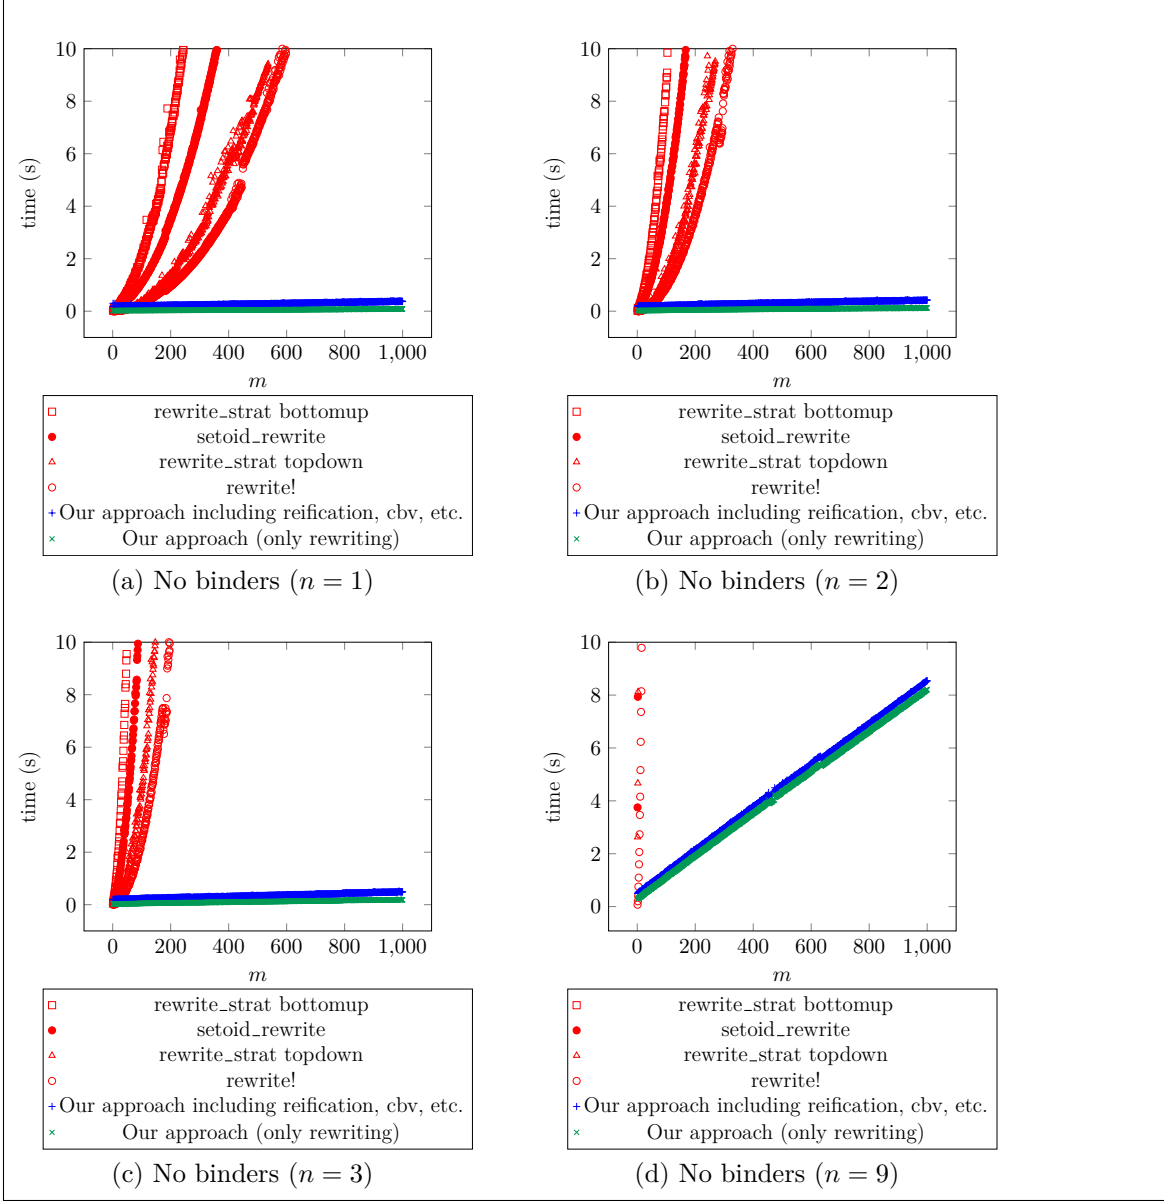 10
8
6
4
2
0
time (s)
0 200 400 600 800 1,000
m
rewrite_strat bottomup
setoid_rewrite
rewrite_strat topdown
rewrite!
Our approach including reification, cbv, etc.
Our approach (only rewriting)
(a) No binders (n = 1)
10
8
6
4
2
0
time (s)
0 200 400 600 800 1,000
m
rewrite_strat bottomup
setoid_rewrite
rewrite_strat topdown
rewrite!
Our approach including reification, cbv, etc.
Our approach (only rewriting)
(b) No binders (n = 2)
10
8
6
4
2
0
time (s)
0 200 400 600 800 1,000
m
rewrite_strat bottomup
setoid_rewrite
rewrite_strat topdown
rewrite!
Our approach including reification, cbv, etc.
Our approach (only rewriting)
(c) No binders (n = 3)
10
8
6
4
2
0
time (s)
0 200 400 600 800 1,000
m
rewrite_strat bottomup
setoid_rewrite
rewrite_strat topdown
rewrite!
Our approach including reification, cbv, etc.
Our approach (only rewriting)
(d) No binders (n = 9)